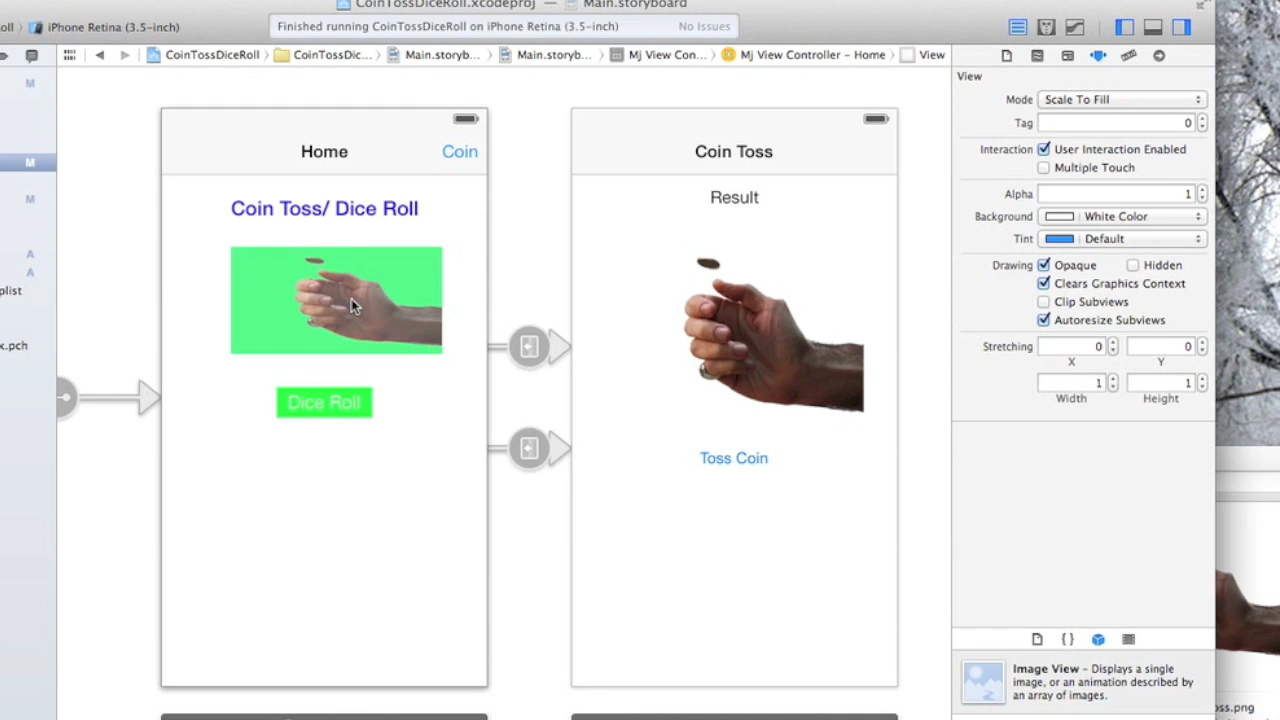 CoinTossDiceRoll.xcodeproj — Main.storyboard
oll › iPhone Retina (3.5-inch)
Finished running CoinTossDiceRoll on iPhone Retina (3.5-inch) No Issues
CoinTossDiceRoll › CoinTossDic... › Main.storyb... › Main.storyb... › Mj View Con... › Mj View Controller – Home › View
M
M
M
A
A
plist
x.pch
Home
Coin
Coin Toss/ Dice Roll
Dice Roll
Coin Toss
Result
Toss Coin
View
Mode Scale To Fill
Tag 0
Interaction User Interaction Enabled
Multiple Touch
Alpha 1
Background White Color
Tint Default
Drawing Opaque Hidden
Clears Graphics Context
Clip Subviews
Autoresize Subviews
Stretching 0 0
X Y
1 1
Width Height
{ }
Image View – Displays a single
image, or an animation described by
an array of images.
oss.png